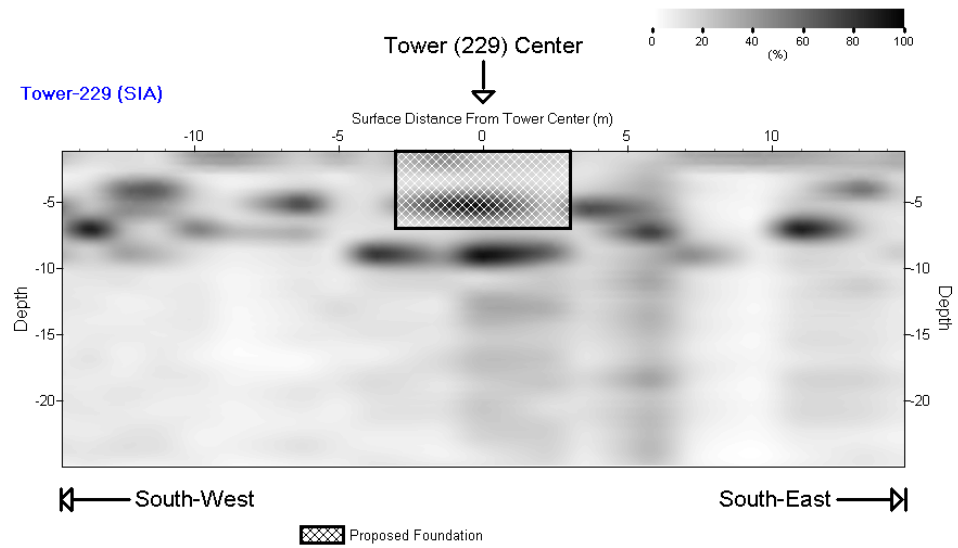 0 20 40 60 80 100
(%)
Tower (229) Center
Tower-229 (SIA)
Surface Distance From Tower Center (m)
-10 -5 0 5 10
-5 -5
-10 -10
Depth Depth
-15 -15
-20 -20
South-West South-East
Proposed Foundation